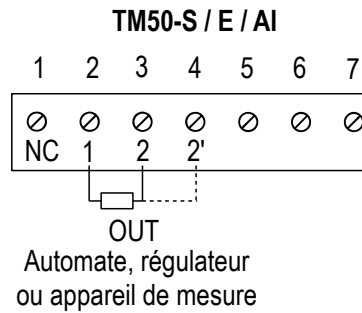 TM50-S / E / AI
1 2 3 4 5 6 7
NC 1 2 2'
OUT
Automate, régulateur
ou appareil de mesure